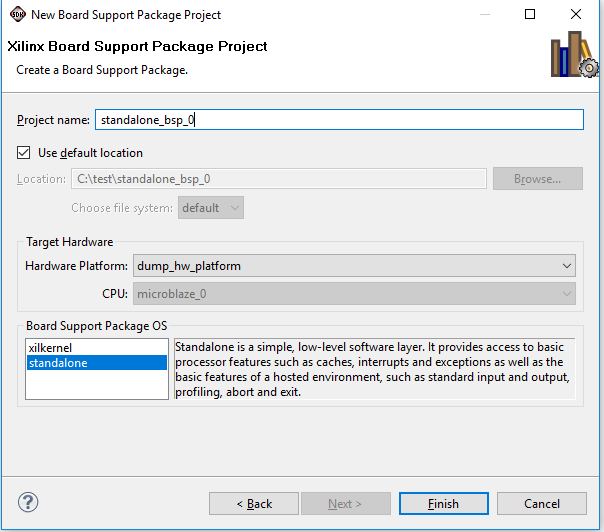 SDK New Board Support Package Project
Xilinx Board Support Package Project
Create a Board Support Package.
Project name: standalone_bsp_0
Use default location
Location: C:\test\standalone_bsp_0 Browse...
Choose file system: default
Target Hardware
Hardware Platform: dump_hw_platform
CPU: microblaze_0
Board Support Package OS
xilkernel
standalone
Standalone is a simple, low-level software layer. It provides access to basic
processor features such as caches, interrupts and exceptions as well as the
basic features of a hosted environment, such as standard input and output,
profiling, abort and exit.
? < Back Next > Finish Cancel